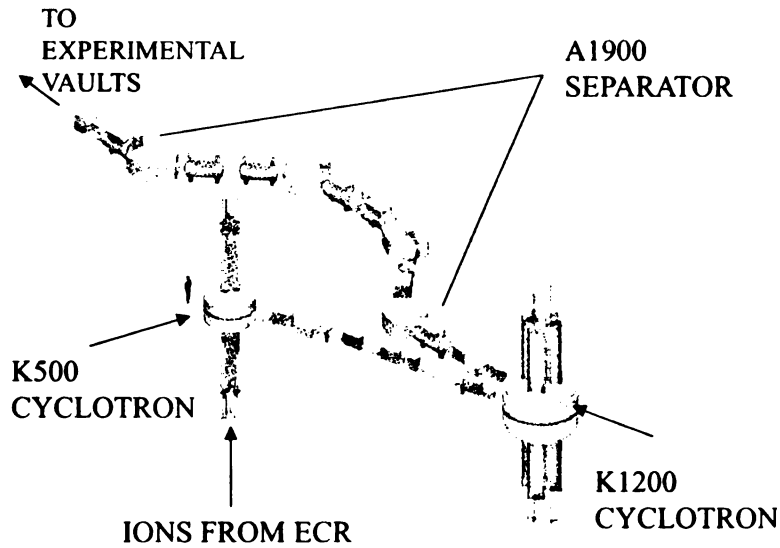 TO
EXPERIMENTAL
VAULTS
A1900
SEPARATOR
K500
CYCLOTRON
K1200
CYCLOTRON
IONS FROM ECR